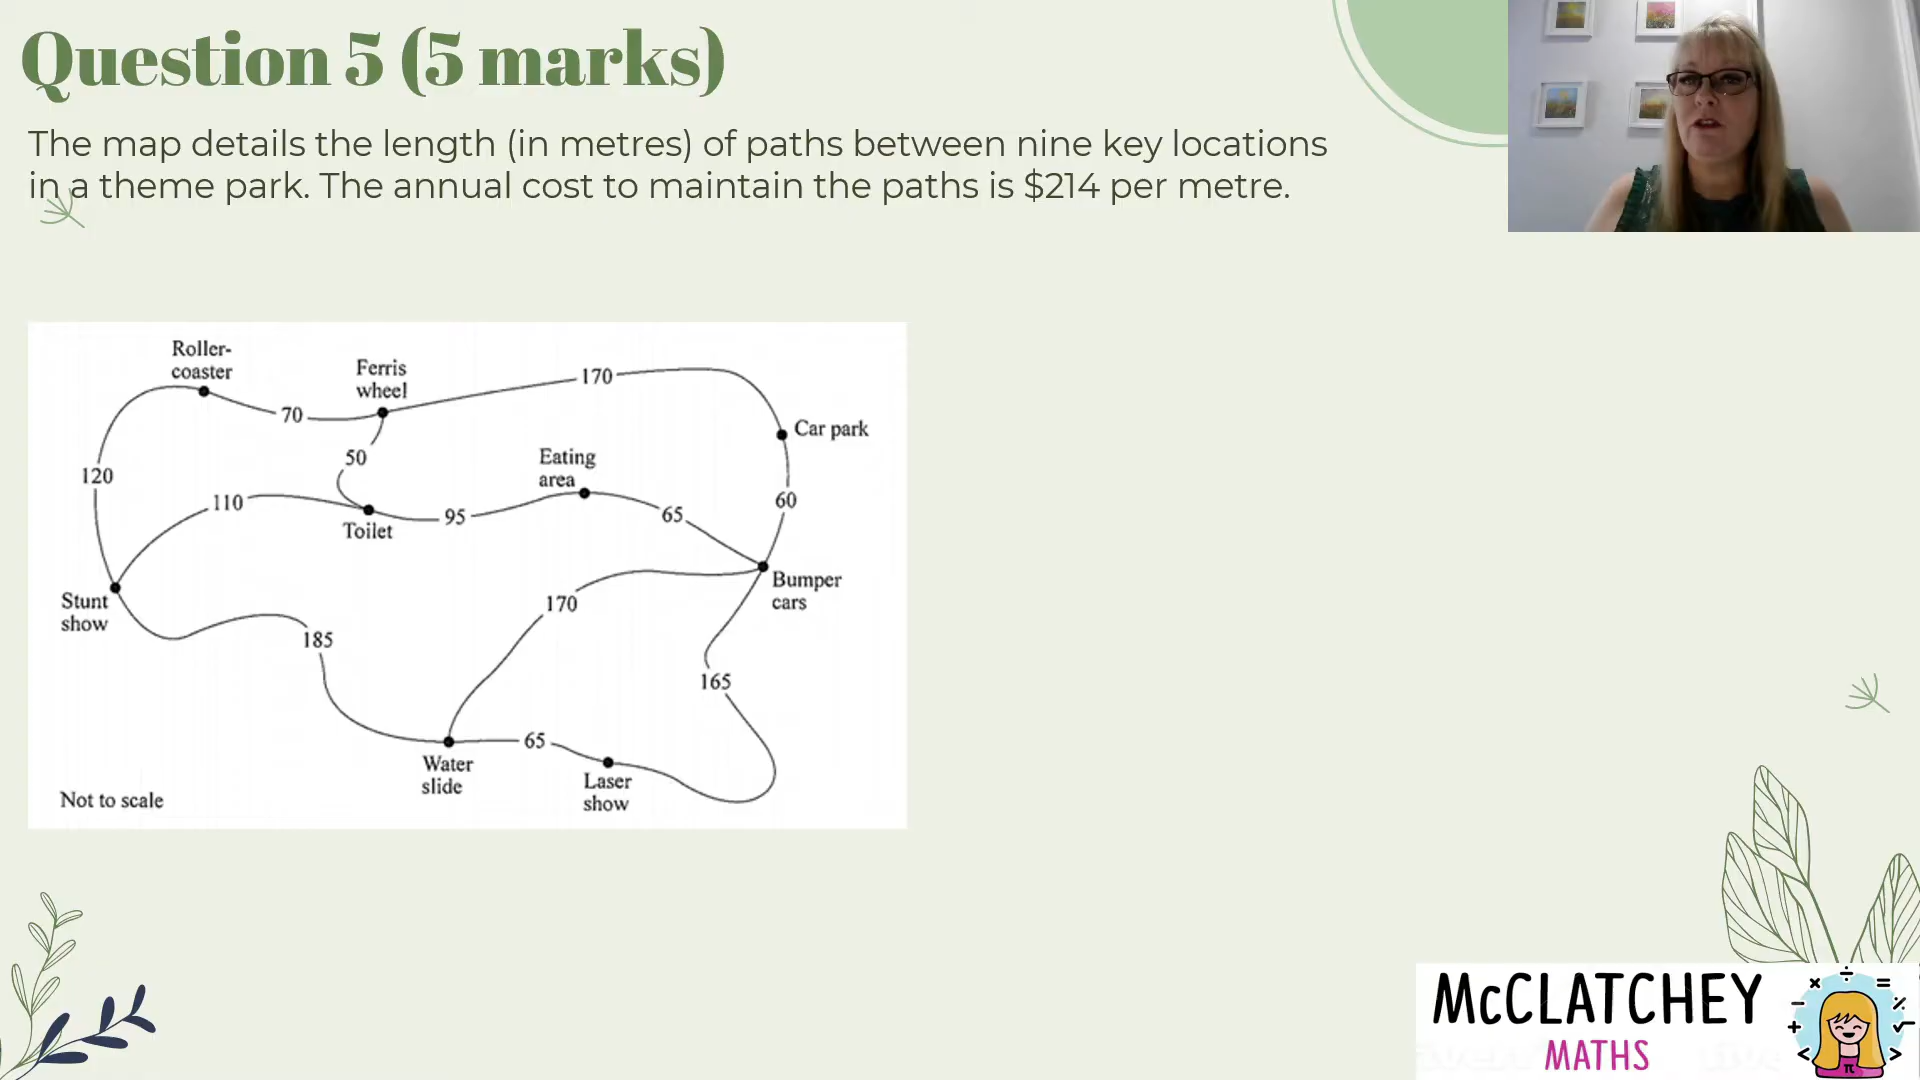 Question 5 (5 marks)
The map details the length (in metres) of paths between nine key locations
in a theme park. The annual cost to maintain the paths is $214 per metre.
Roller-
coaster
Ferris
wheel
170
70
Car park
50
Eating
area
120
110
60
95
65
Toilet
Bumper
cars
Stunt
show
170
185
165
65
Water
slide
Laser
show
Not to scale
McCLATCHEY
MATHS